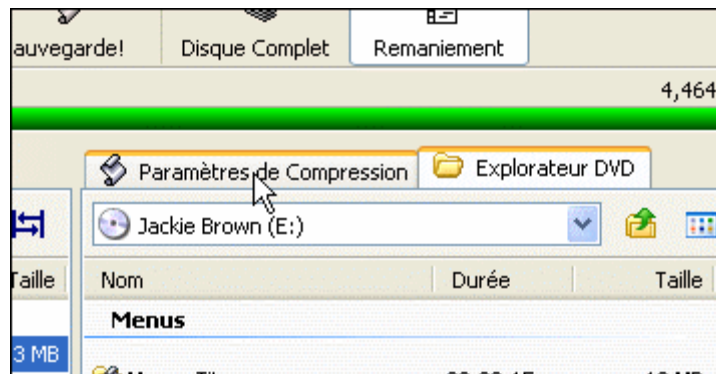 auvegarde! Disque Complet Remaniement
4,464
Paramètres de Compression Explorateur DVD
Jackie Brown (E:)
Taille Nom Durée Taille
Menus
3 MB